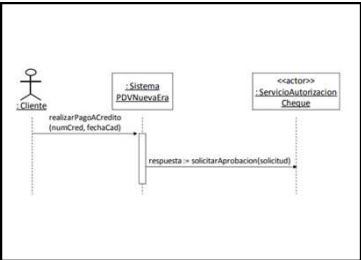 : Cliente
: Sistema
PDVNuevaEra
<<actor>>
: ServicioAutorizacion
Cheque
realizarPagoACredito
(numCred, fechaCad)
respuesta := solicitarAprobacion(solicitud)